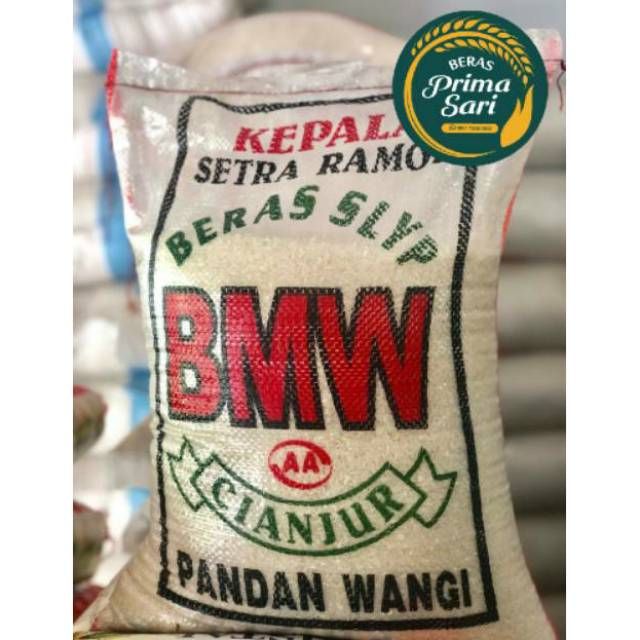 BERAS
Prima
Sari
KEPALA
SETRA RAMOS
BERAS SLYP
BMW
AA
CIANJUR
PANDAN WANGI